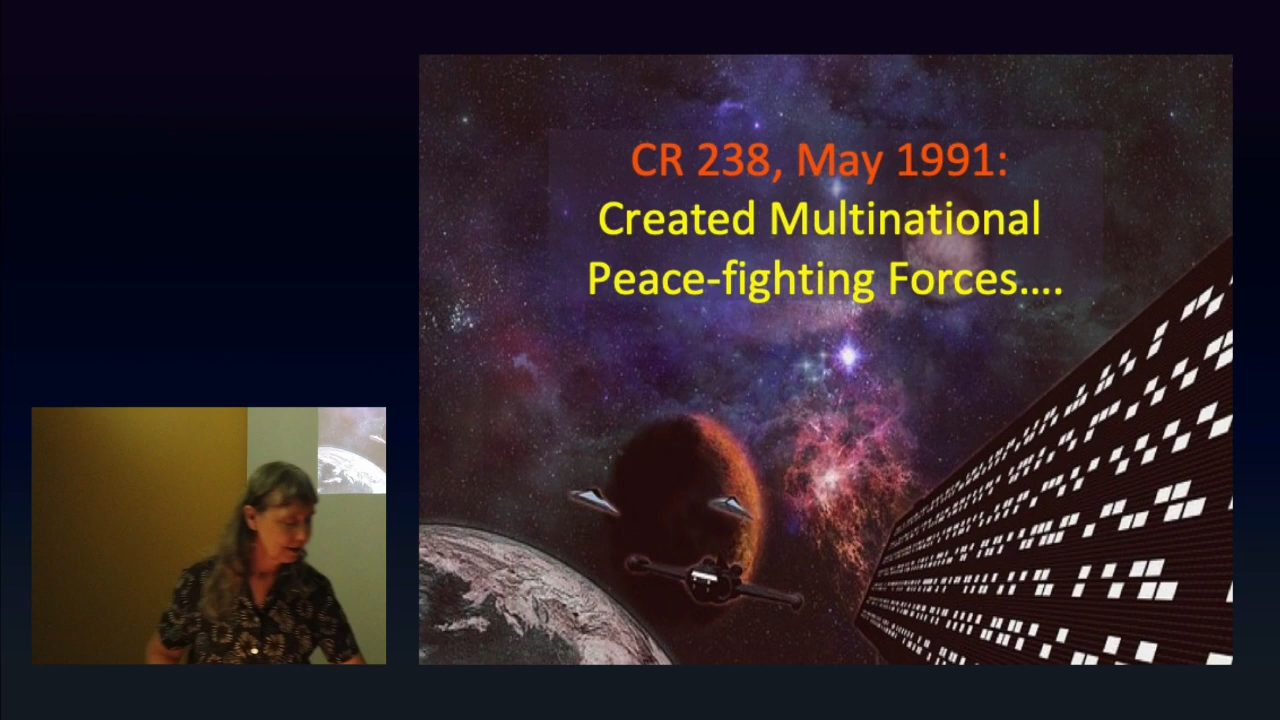 CR 238, May 1991:
Created Multinational
Peace-fighting Forces....